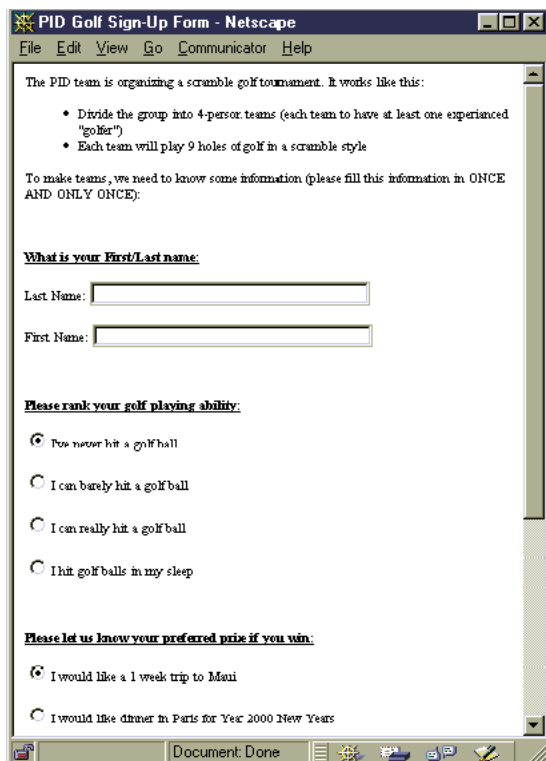 PID Golf Sign-Up Form - Netscape
File Edit View Go Communicator Help
The PID team is organizing a scramble golf tournament. It works like this:
• Divide the group into 4-person teams (each team to have at least one experianced
"golfer")
• Each team will play 9 holes of golf in a scramble style
To make teams, we need to know some information (please fill this information in ONCE
AND ONLY ONCE):
What is your First/Last name:
Last Name:
First Name:
Please rank your golf playing ability:
I've never hit a golf ball
I can barely hit a golf ball
I can really hit a golf ball
I hit golf balls in my sleep
Please let us know your preferred prize if you win:
I would like a 1 week trip to Maui
I would like dinner in Paris for Year 2000 New Years
Document: Done